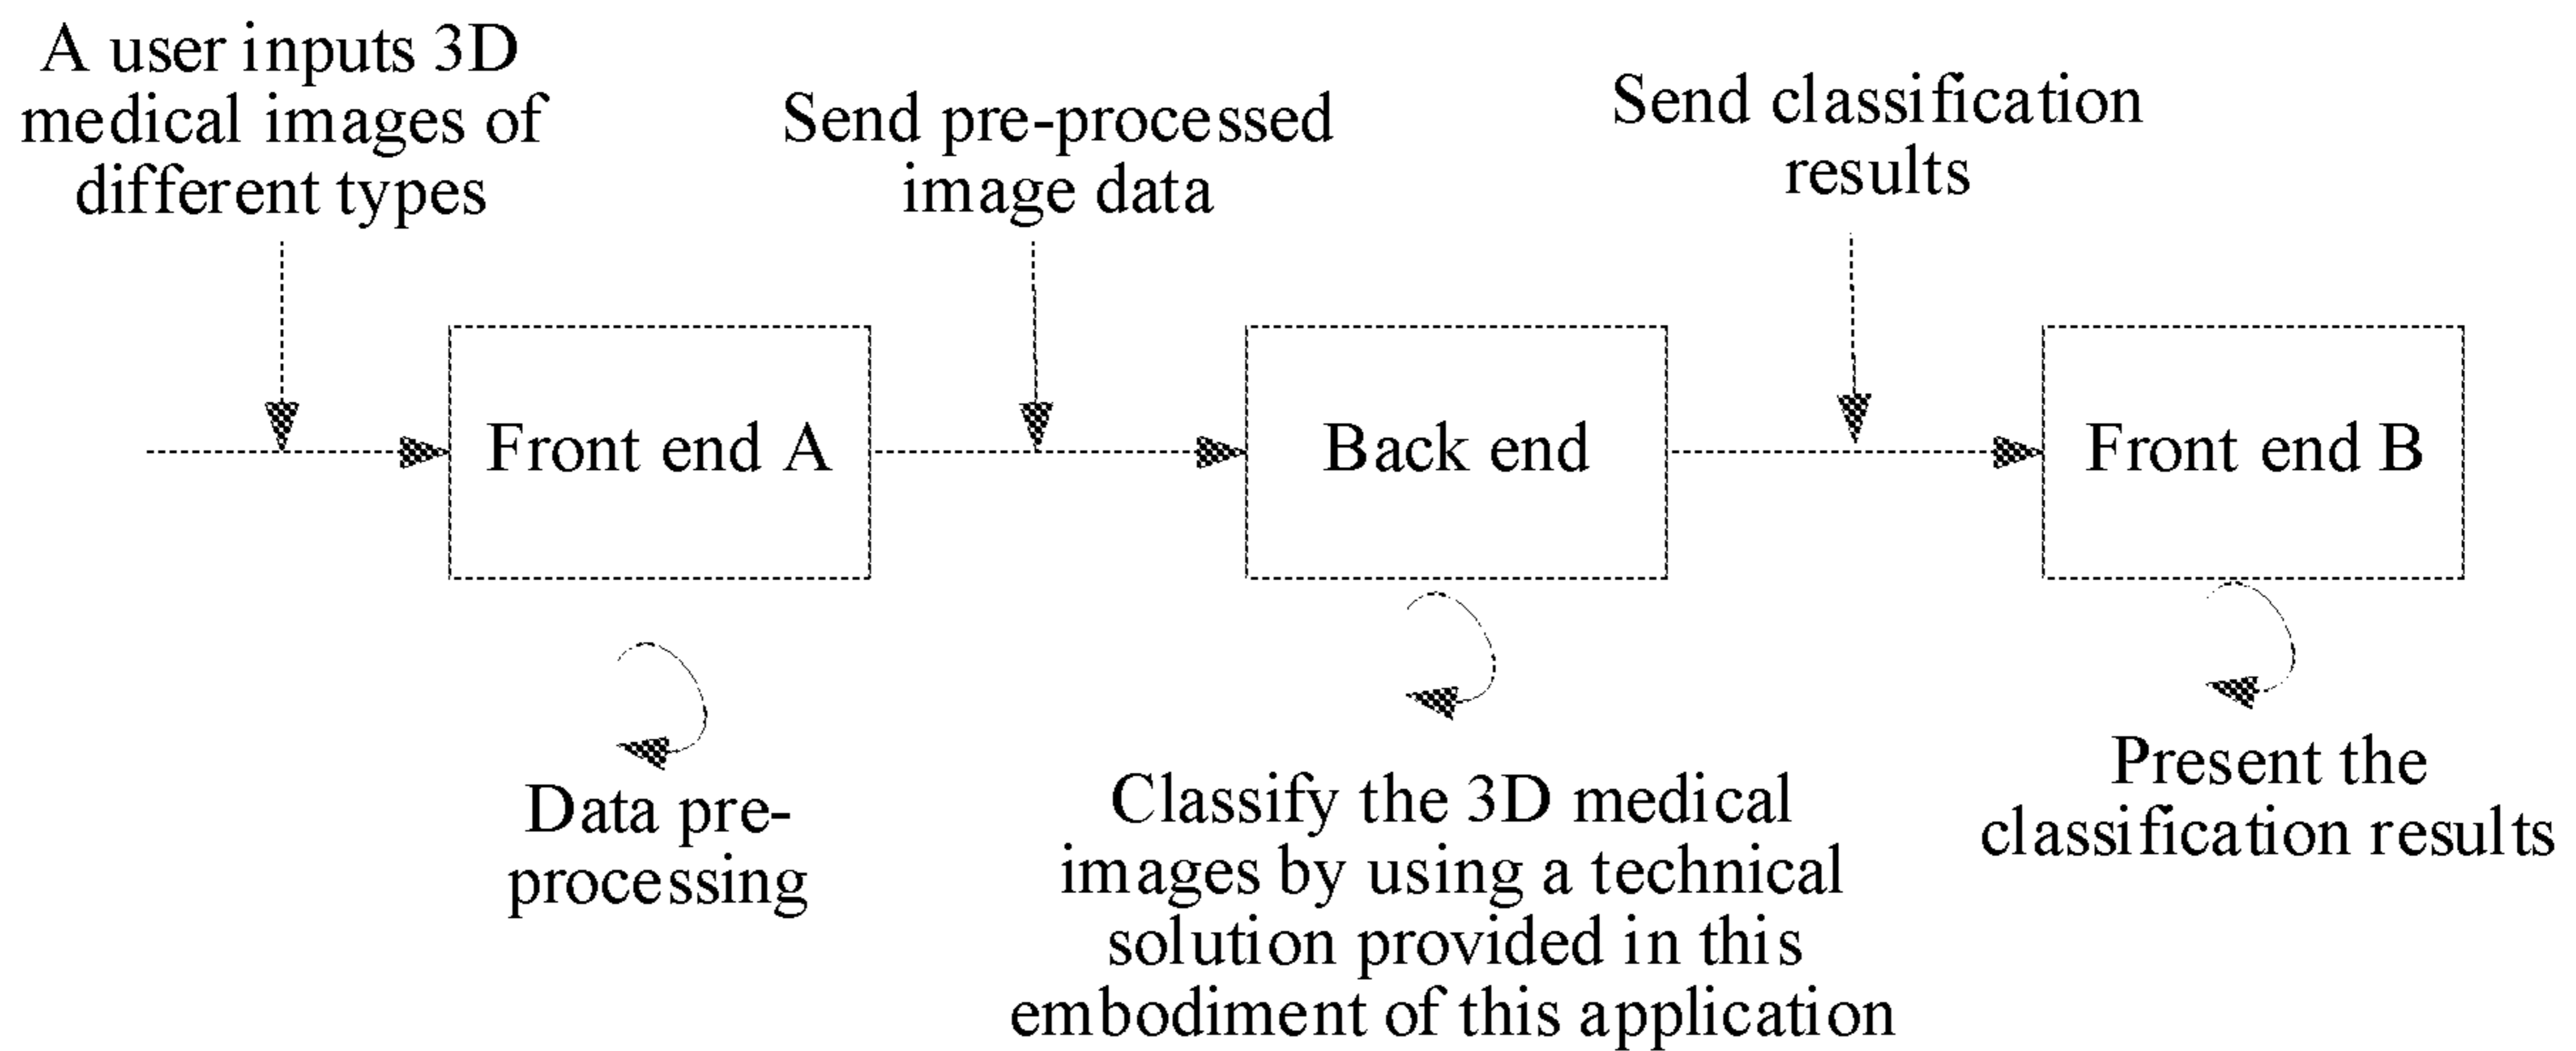 A user inputs 3D
medical images of
different types
Send pre-processed
image data
Send classification
results
Front end A
Back end
Front end B
Data pre-
processing
Classify the 3D medical
images by using a technical
solution provided in this
embodiment of this application
Present the
classification results